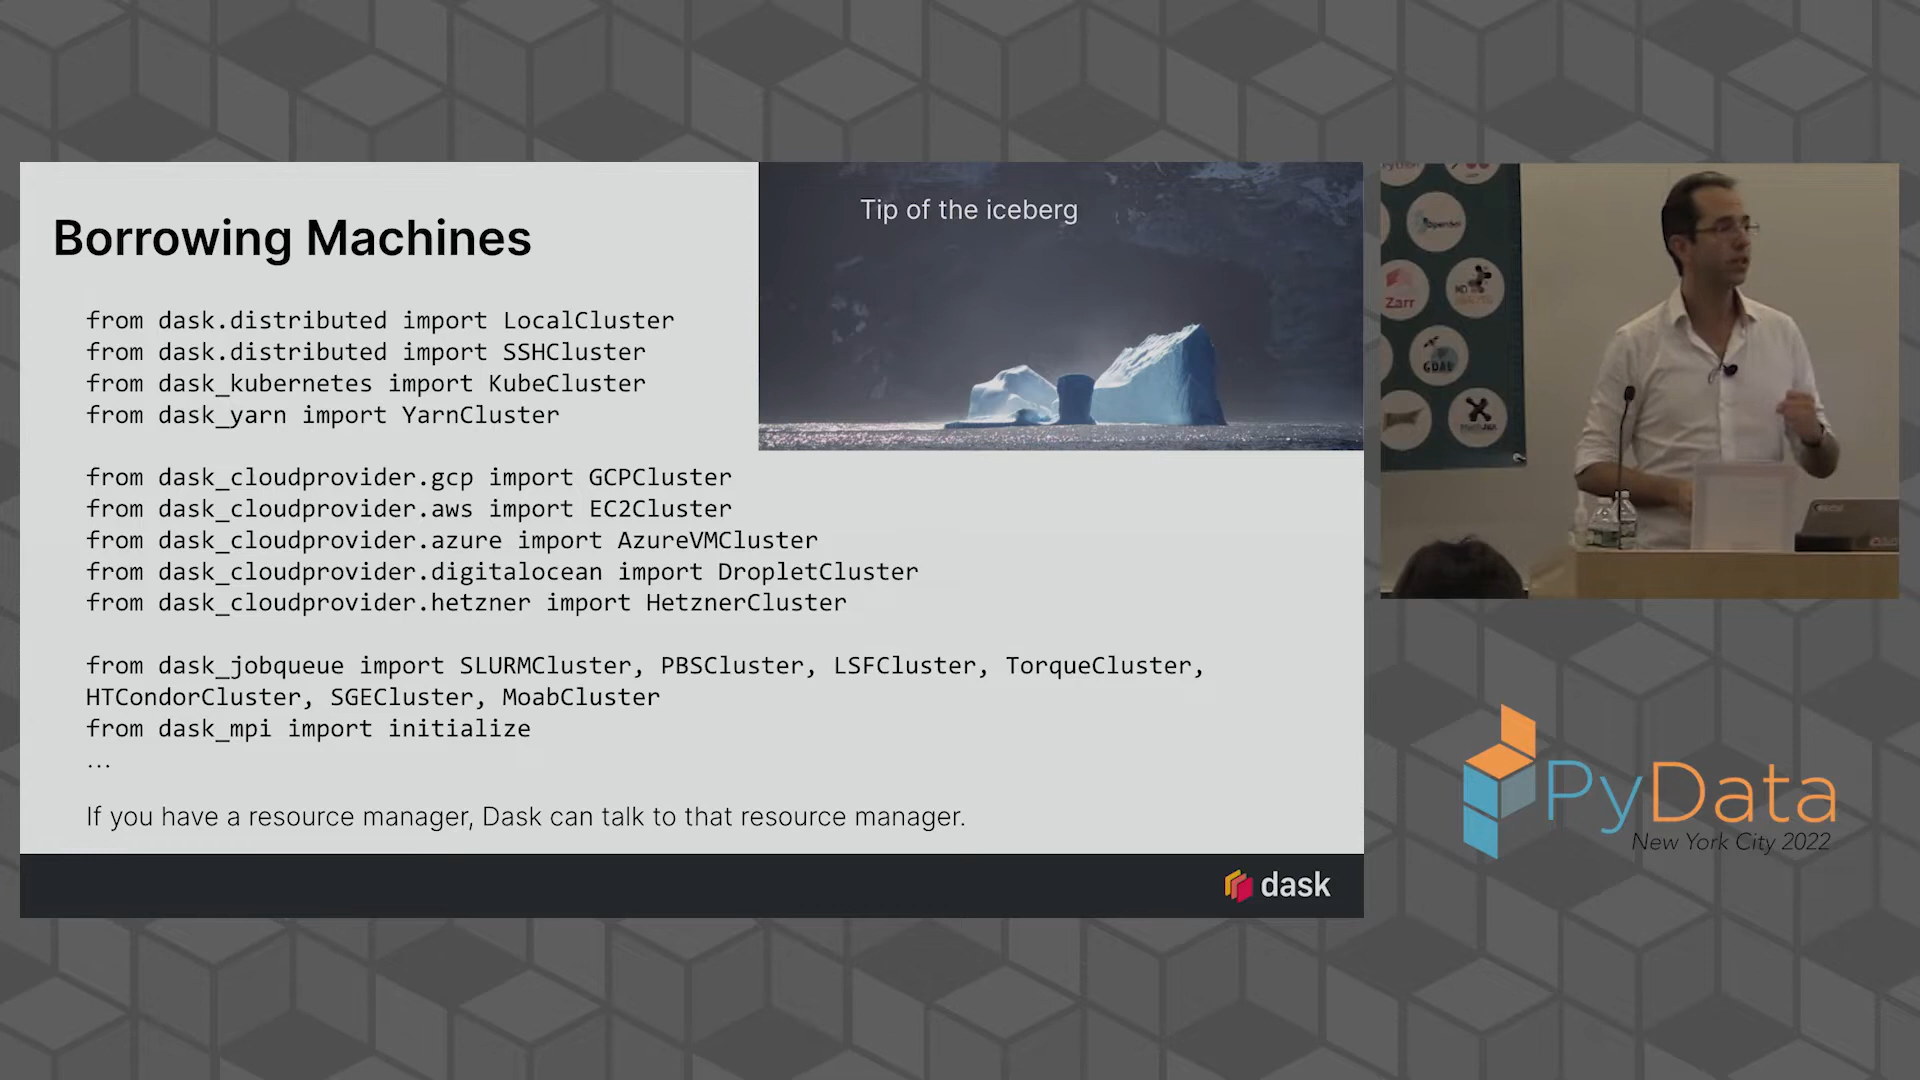 Borrowing Machines
Tip of the iceberg
from dask.distributed import LocalCluster
from dask.distributed import SSHCluster
from dask_kubernetes import KubeCluster
from dask_yarn import YarnCluster
from dask_cloudprovider.gcp import GCPCluster
from dask_cloudprovider.aws import EC2Cluster
from dask_cloudprovider.azure import AzureVMCluster
from dask_cloudprovider.digitalocean import DropletCluster
from dask_cloudprovider.hetzner import HetznerCluster
from dask_jobqueue import SLURMCluster, PBSCluster, LSFCluster, TorqueCluster,
HTCondorCluster, SGECluster, MoabCluster
from dask_mpi import initialize
...
If you have a resource manager, Dask can talk to that resource manager.
dask
Zarr
GDAL
PyData
New York City 2022